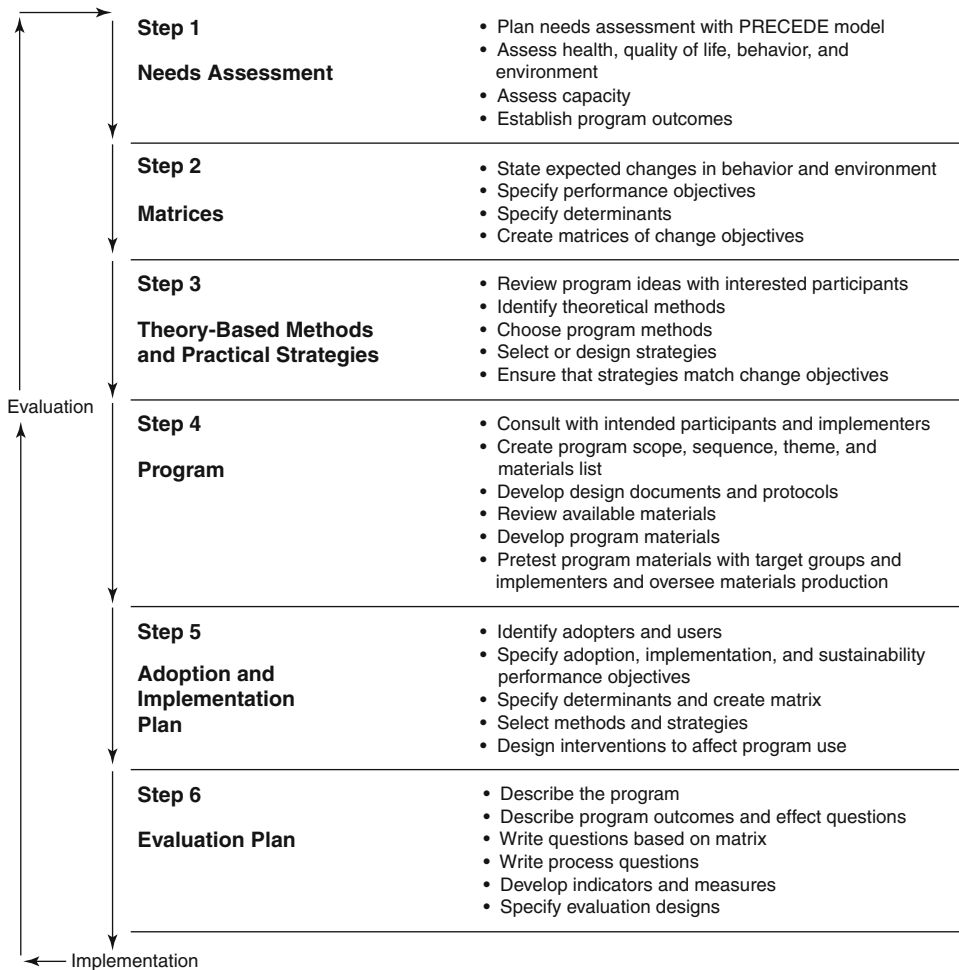 Step 1
Needs Assessment
• Plan needs assessment with PRECEDE model
• Assess health, quality of life, behavior, and
environment
• Assess capacity
• Establish program outcomes
Step 2
Matrices
• State expected changes in behavior and environment
• Specify performance objectives
• Specify determinants
• Create matrices of change objectives
Step 3
Theory-Based Methods
and Practical Strategies
• Review program ideas with interested participants
• Identify theoretical methods
• Choose program methods
• Select or design strategies
• Ensure that strategies match change objectives
Evaluation
Step 4
Program
• Consult with intended participants and implementers
• Create program scope, sequence, theme, and
materials list
• Develop design documents and protocols
• Review available materials
• Develop program materials
• Pretest program materials with target groups and
implementers and oversee materials production
Step 5
Adoption and
Implementation
Plan
• Identify adopters and users
• Specify adoption, implementation, and sustainability
performance objectives
• Specify determinants and create matrix
• Select methods and strategies
• Design interventions to affect program use
Step 6
Evaluation Plan
• Describe the program
• Describe program outcomes and effect questions
• Write questions based on matrix
• Write process questions
• Develop indicators and measures
• Specify evaluation designs
Implementation